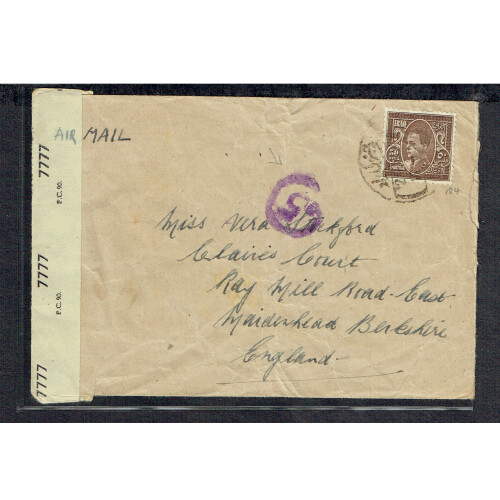 AIR MAIL
7777
P.C. 90.
7777
P.C. 90.
7777
IRAQ
Miss Vera
Claires Court
Ray Mill Road East
Maidenhead Berkshire
England